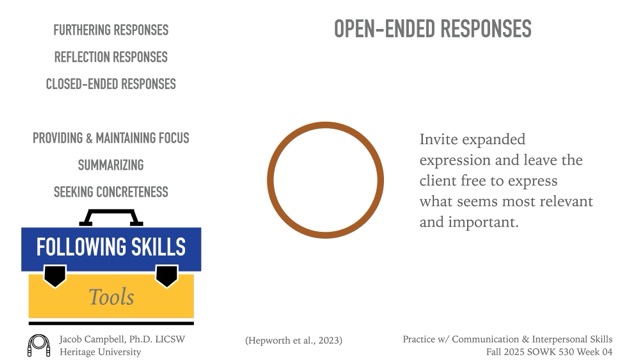 FURTHERING RESPONSES
REFLECTION RESPONSES
CLOSED-ENDED RESPONSES
PROVIDING & MAINTAINING FOCUS
SUMMARIZING
SEEKING CONCRETENESS
FOLLOWING SKILLS
Tools
OPEN-ENDED RESPONSES
Invite expanded
expression and leave the
client free to express
what seems most relevant
and important.
Jacob Campbell, Ph.D. LICSW
Heritage University
(Hepworth et al., 2023)
Practice w/ Communication & Interpersonal Skills
Fall 2025 SOWK 530 Week 04